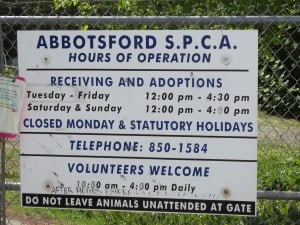 ABBOTSFORD S.P.C.A.
HOURS OF OPERATION
RECEIVING AND ADOPTIONS
Tuesday - Friday 12:00 pm - 4:30 pm
Saturday & Sunday 12:00 pm - 4:00 pm
CLOSED MONDAY & STATUTORY HOLIDAYS
TELEPHONE: 850-1584
VOLUNTEERS WELCOME
10:00 am - 4:00 pm Daily
AFTER HOURS
DO NOT LEAVE ANIMALS UNATTENDED AT GATE